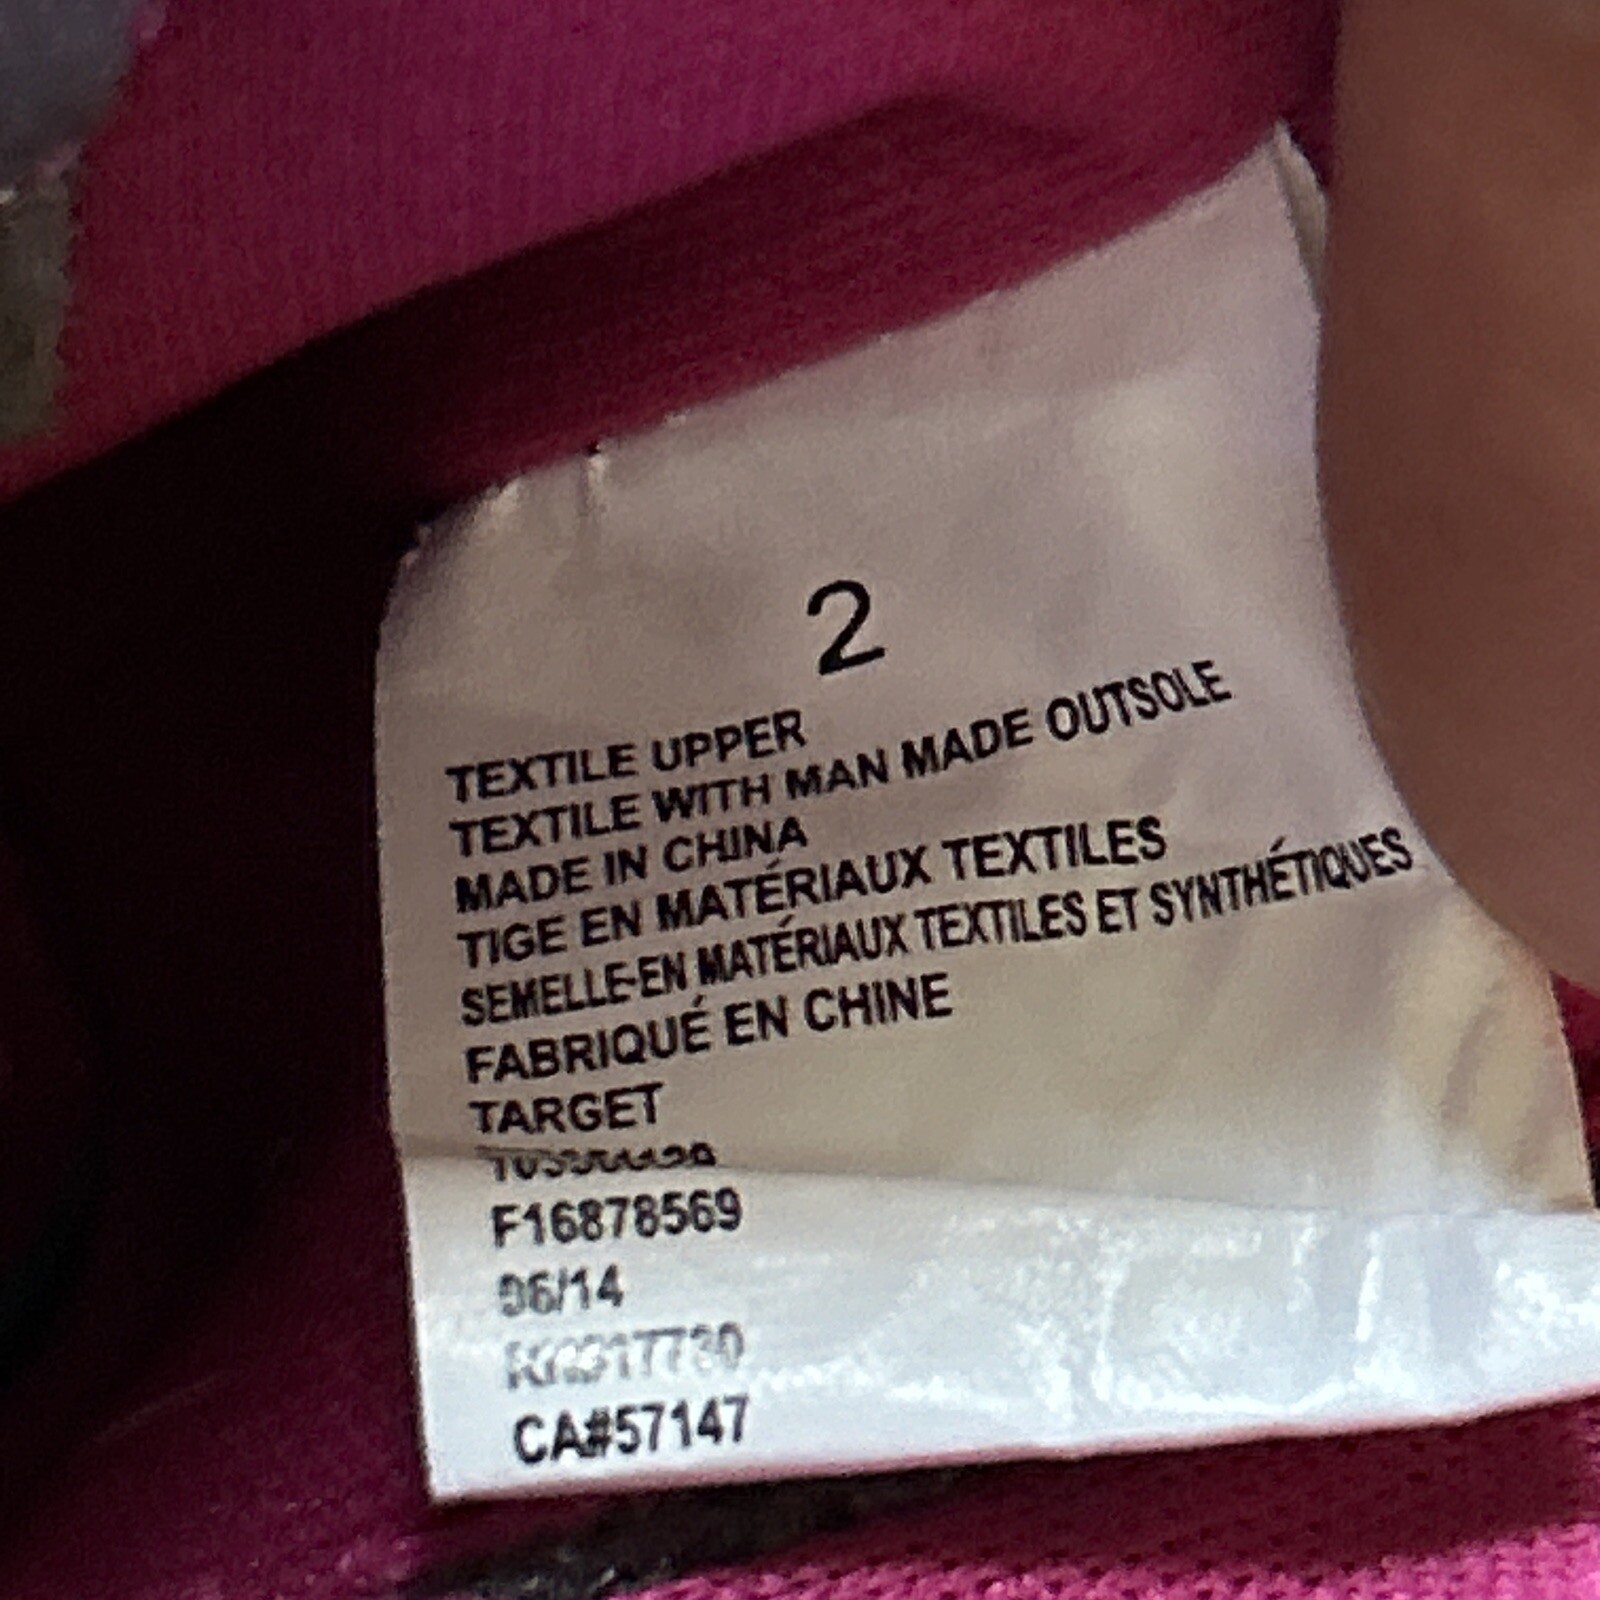 2
TEXTILE UPPER
TEXTILE WITH MAN MADE OUTSOLE
MADE IN CHINA
TIGE EN MATÉRIAUX TEXTILES
SEMELLE-EN MATÉRIAUX TEXTILES ET SYNTHÉTIQUES
FABRIQUÉ EN CHINE
TARGET
F16878569
06/14
CA#57147